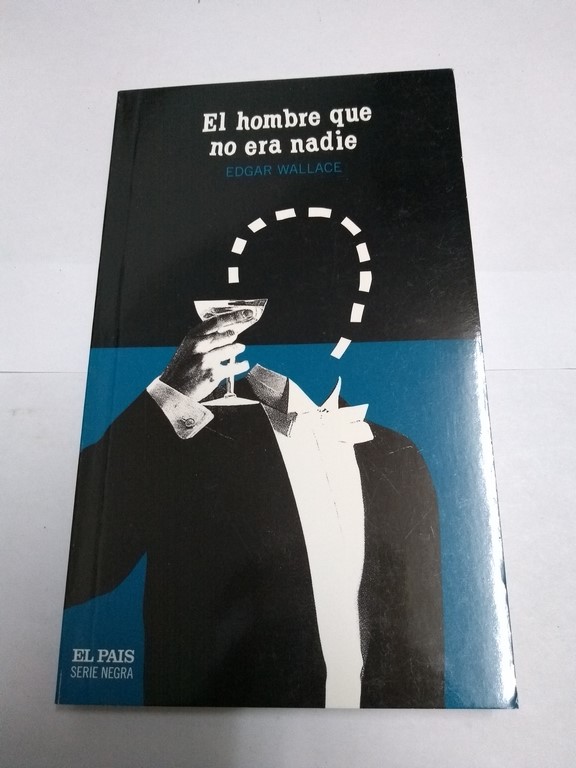 El hombre que
no era nadie
EDGAR WALLACE
EL PAIS
SERIE NEGRA